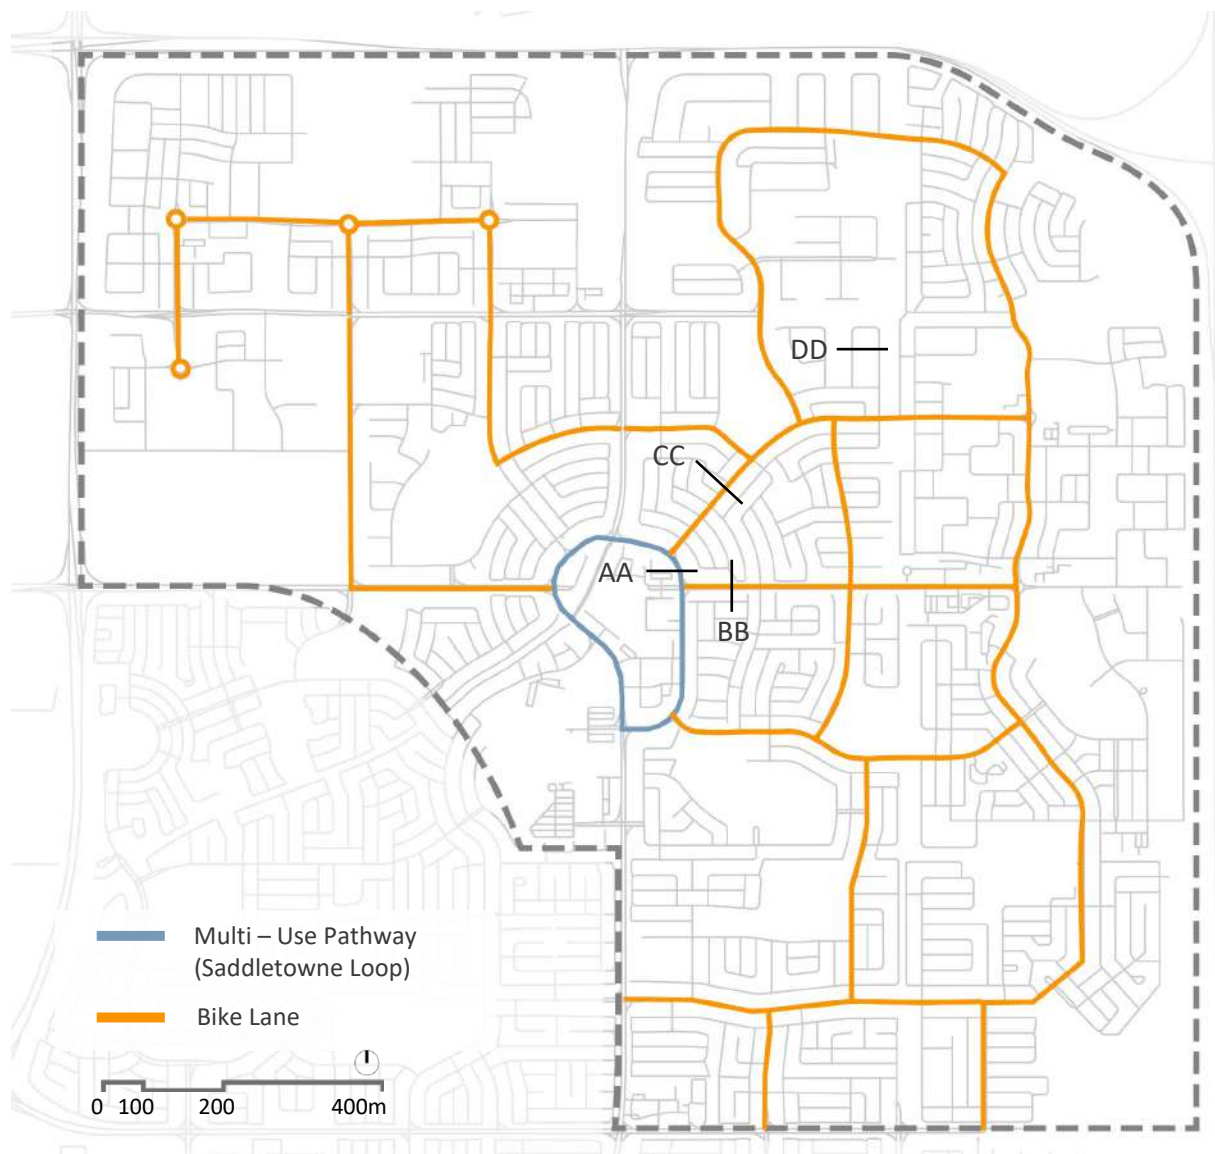 DD
CC
AA
BB
Multi – Use Pathway
(Saddletowne Loop)
Bike Lane
0 100 200 400m